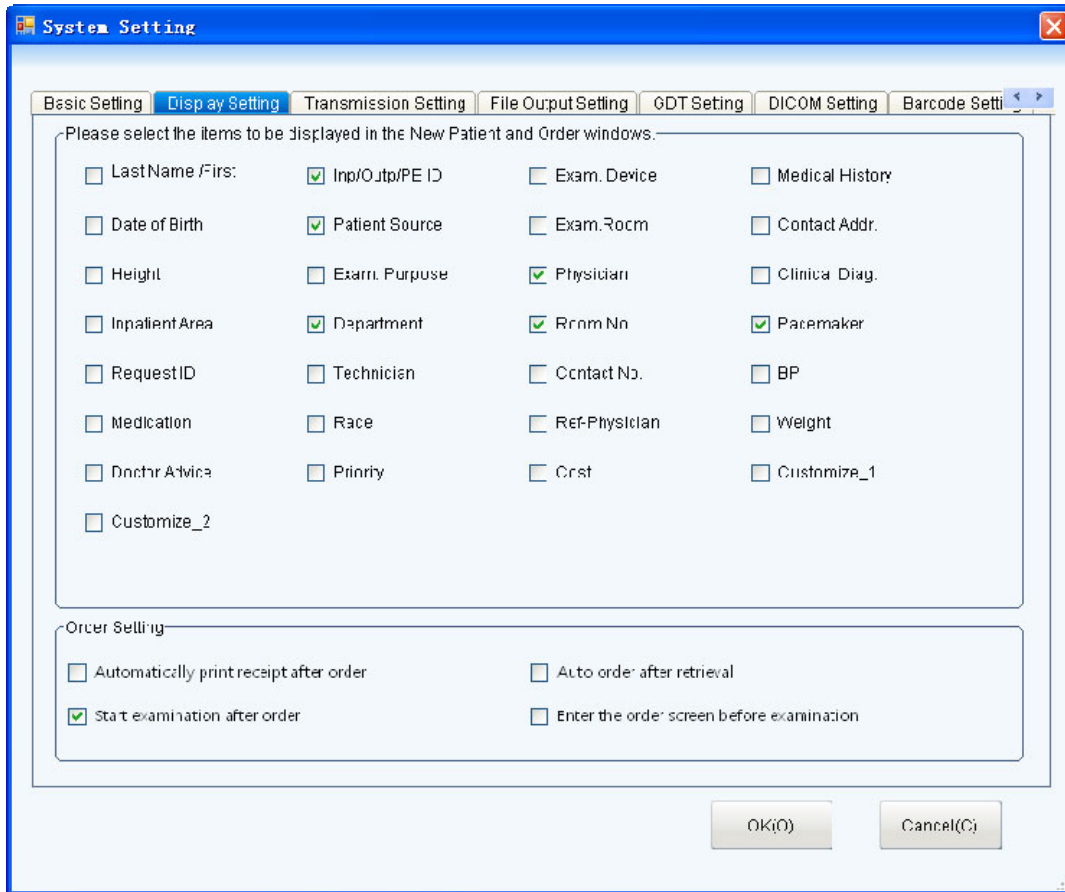 System Setting
Basic Setting Display Setting Transmission Setting File Output Setting GDT Setting DICOM Setting Barcode Setti
Please select the items to be displayed in the New Patient and Order windows.
Last Name /First Inp/Outp/PE ID Exam. Device Medical History
Date of Birth Patient Source Exam.Room Contact Addr.
Height Exam. Purpose Physician Clinical Diag.
Inpatient Area Department Room No Pacemaker
Request ID Technician Contact No. BP
Medication Race Ref-Physician Weight
Doctor Advice Priority Cost Customize_1
Customize_2
Order Setting
Automatically print receipt after order Auto order after retrieval
Start examination after order Enter the order screen before examination
OK(O) Cancel(C)